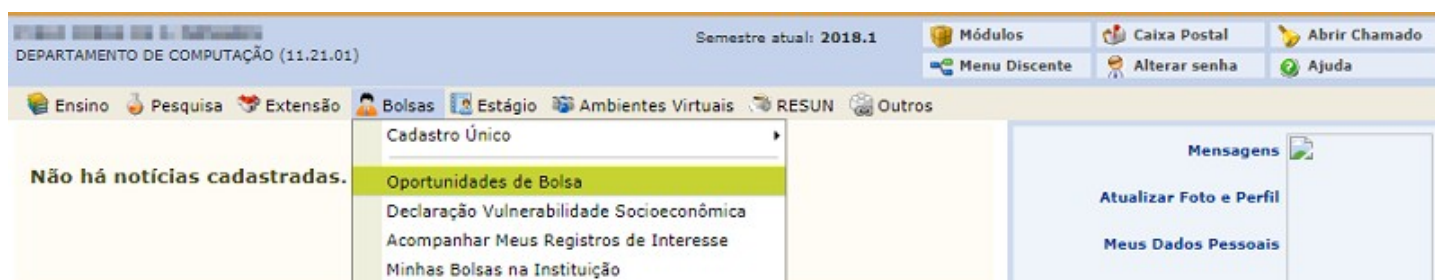 DEPARTAMENTO DE COMPUTAÇÃO (11.21.01)
Semestre atual: 2018.1
Módulos
Caixa Postal
Abrir Chamado
Menu Discente
Alterar senha
Ajuda
Ensino Pesquisa Extensão Bolsas Estágio Ambientes Virtuais RESUN Outros
Cadastro Único
Não há notícias cadastradas.
Oportunidades de Bolsa
Declaração Vulnerabilidade Socioeconômica
Acompanhar Meus Registros de Interesse
Minhas Bolsas na Instituição
Mensagens
Atualizar Foto e Perfil
Meus Dados Pessoais